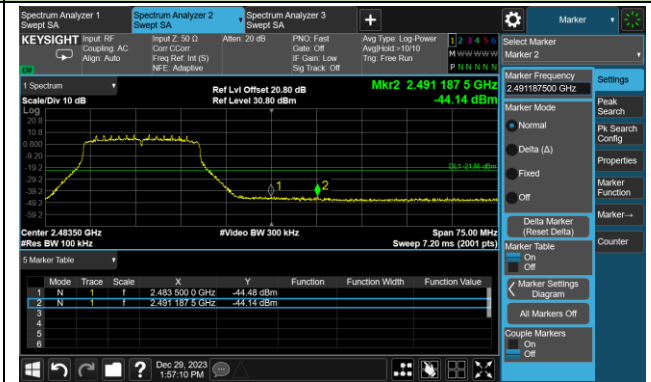 Spectrum Analyzer 1
Swept SA
Spectrum Analyzer 2
Swept SA
Spectrum Analyzer 3
Swept SA
+
Marker
KEYSIGHT
Input: RF
Coupling: AC
Align: Auto
Input Z: 50 Ω
Corr CCorr
Freq Ref: Int (S)
NFE: Adaptive
Atten: 20 dB
PNO: Fast
Gate: Off
IF Gain: Low
Sig Track: Off
Avg Type: Log-Power
Avg|Hold:>10/10
Trig: Free Run
1 2 3 4 5 6
M W W W W W
P N N N N N
LW
Select Marker
Marker 2
1 Spectrum
Scale/Div 10 dB
Log
Ref Lvl Offset 20.80 dB
Ref Level 30.80 dBm
Mkr2 2.491 187 5 GHz
-44.14 dBm
20.8
10.8
0.800
-9.20
-19.2
-29.2
-39.2
-49.2
-59.2
DL1 -21.86 dBm
1
2
Center 2.48350 GHz
#Res BW 100 kHz
#Video BW 300 kHz
Span 75.00 MHz
Sweep 7.20 ms (2001 pts)
5 Marker Table
Mode Trace Scale X Y Function Function Width Function Value
1 N 1 f 2.483 500 0 GHz -44.48 dBm
2 N 1 f 2.491 187 5 GHz -44.14 dBm
3
4
5
6
Marker Frequency
2.491187500 GHz
Marker Mode
Normal
Delta (Δ)
Fixed
Off
Delta Marker
(Reset Delta)
Marker Table
On
Off
Marker Settings
Diagram
All Markers Off
Couple Markers
On
Off
Settings
Peak
Search
Pk Search
Config
Properties
Marker
Function
Marker→
Counter
?
Dec 29, 2023
1:57:10 PM